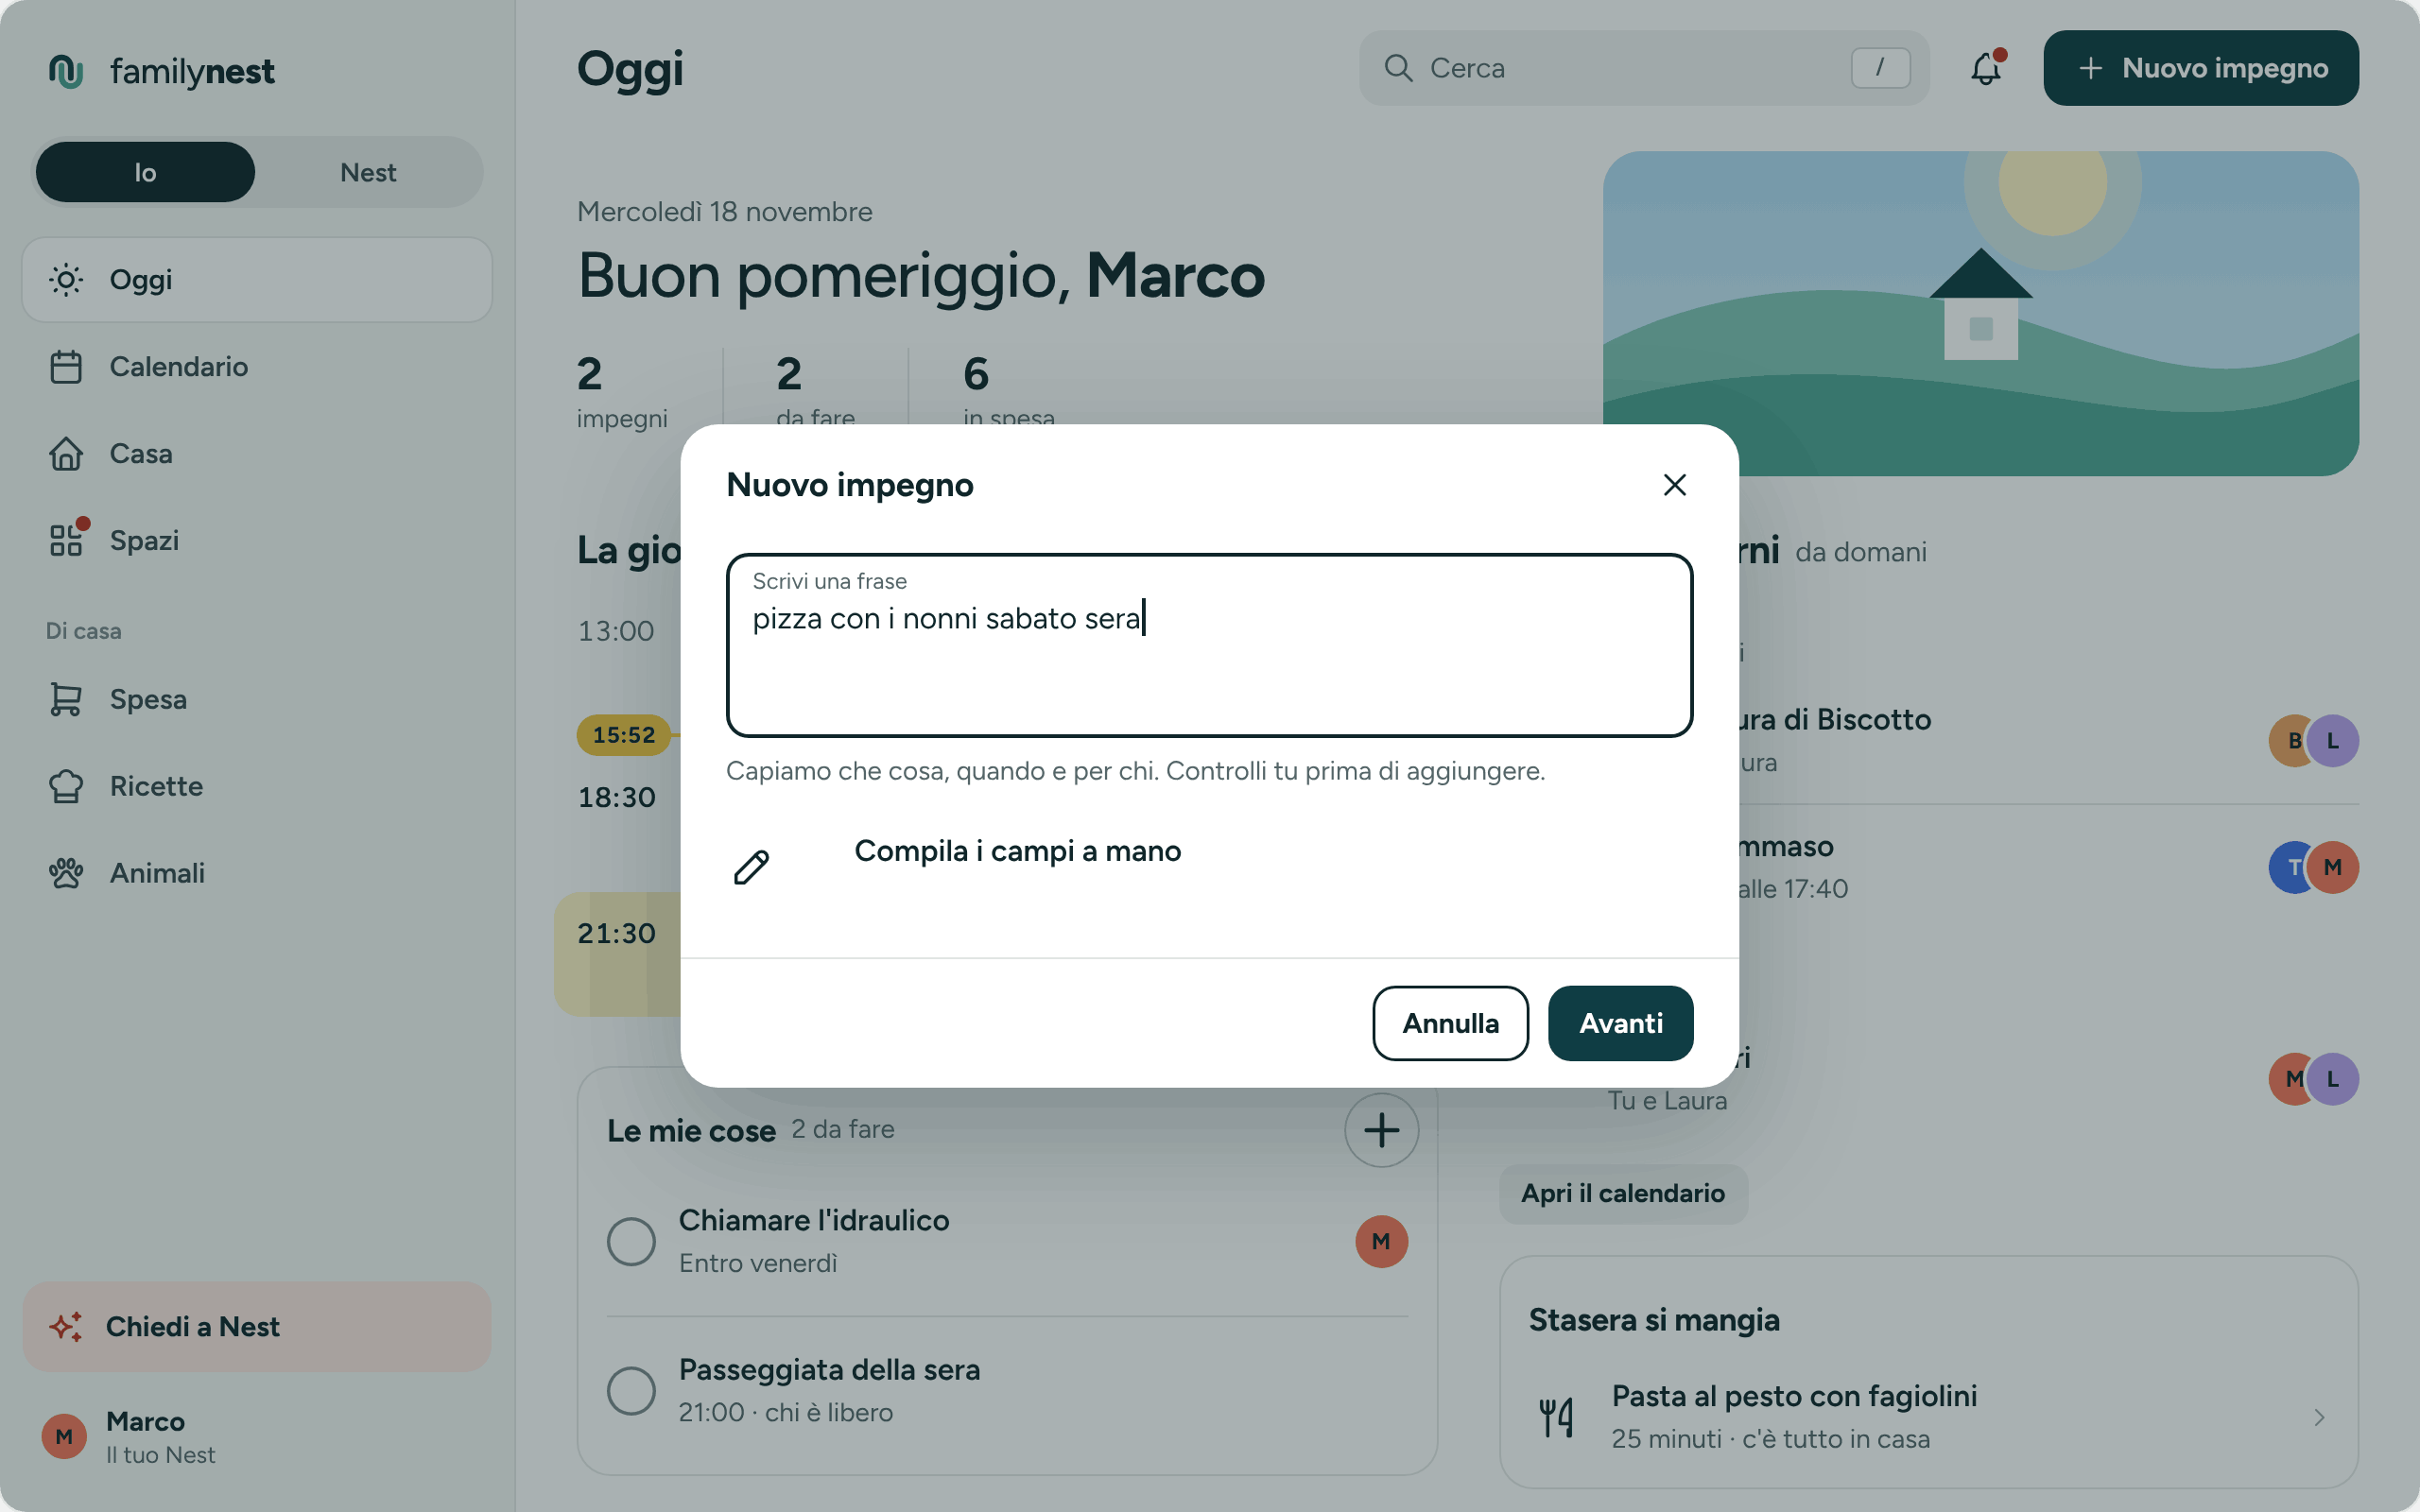 familynest
Io
Nest
Oggi
Calendario
Casa
Spazi
Di casa
Spesa
Ricette
Animali
Chiedi a Nest
M
Marco
Il tuo Nest
Oggi
Cerca
/
Nuovo impegno
Mercoledì 18 novembre
Buon pomeriggio, Marco
2
impegni
2
da fare
6
in spesa
La gio
13:00
15:52
18:30
21:30
Nuovo impegno
Scrivi una frase
pizza con i nonni sabato sera
Capiamo che cosa, quando e per chi. Controlli tu prima di aggiungere.
Compila i campi a mano
Annulla
Avanti
rni da domani
i
ura di Biscotto
ura
B L
mmaso
alle 17:40
T M
ri
Tu e Laura
M L
Apri il calendario
Le mie cose 2 da fare
Chiamare l'idraulico
Entro venerdì
M
Passeggiata della sera
21:00 · chi è libero
Stasera si mangia
Pasta al pesto con fagiolini
25 minuti · c'è tutto in casa